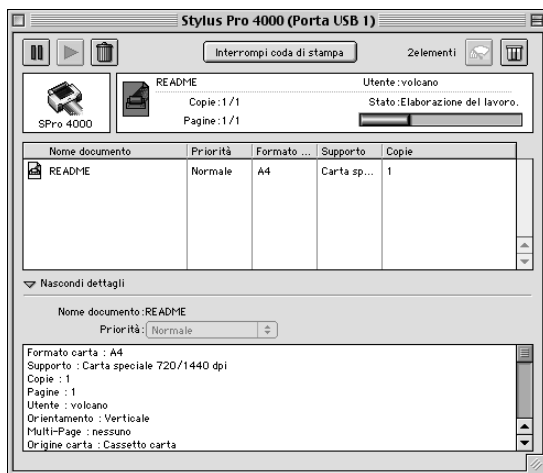 Stylus Pro 4000 (Porta USB 1)
Interrompi coda di stampa
2elementi
SPro 4000
README
Utente:volcano
Copie:1/1
Stato:Elaborazione del lavoro.
Pagine:1/1
Nome documento Priorità Formato ... Supporto Copie
README Normale A4 Carta sp... 1
Nascondi dettagli
Nome documento:README
Priorità: Normale
Formato carta : A4
Supporto : Carta speciale 720/1440 dpi
Copie : 1
Pagine : 1
Utente : volcano
Orientamento : Verticale
Multi-Page : nessuno
Origine carta : Cassetto carta